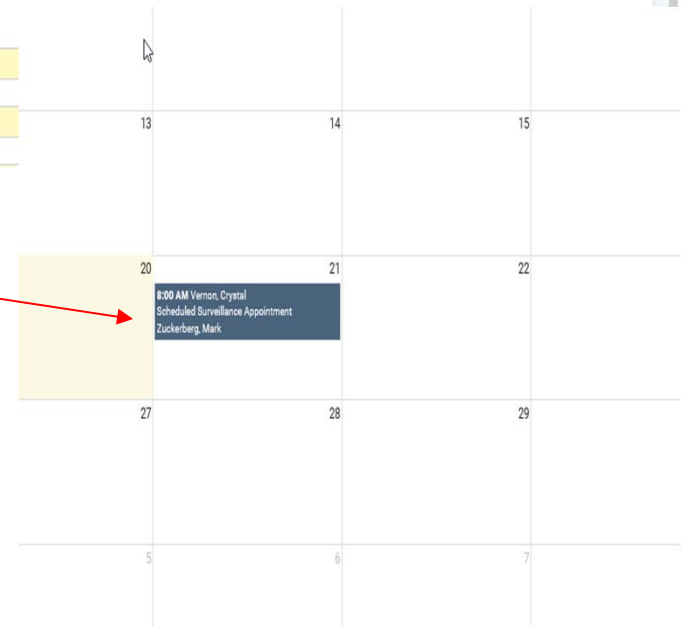 13 14 15
20 21 22
8:00 AM Vernon, Crystal
Scheduled Surveillance Appointment
Zuckerberg, Mark
27 28 29
5 6 7